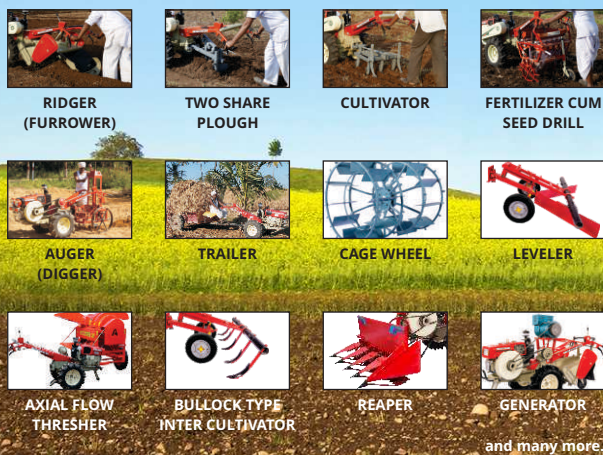 RIDGER
(FURROWER)
TWO SHARE
PLOUGH
CULTIVATOR
FERTILIZER CUM
SEED DRILL
AUGER
(DIGGER)
TRAILER
CAGE WHEEL
LEVELER
AXIAL FLOW
THRESHER
BULLOCK TYPE
INTER CULTIVATOR
REAPER
GENERATOR
and many more.